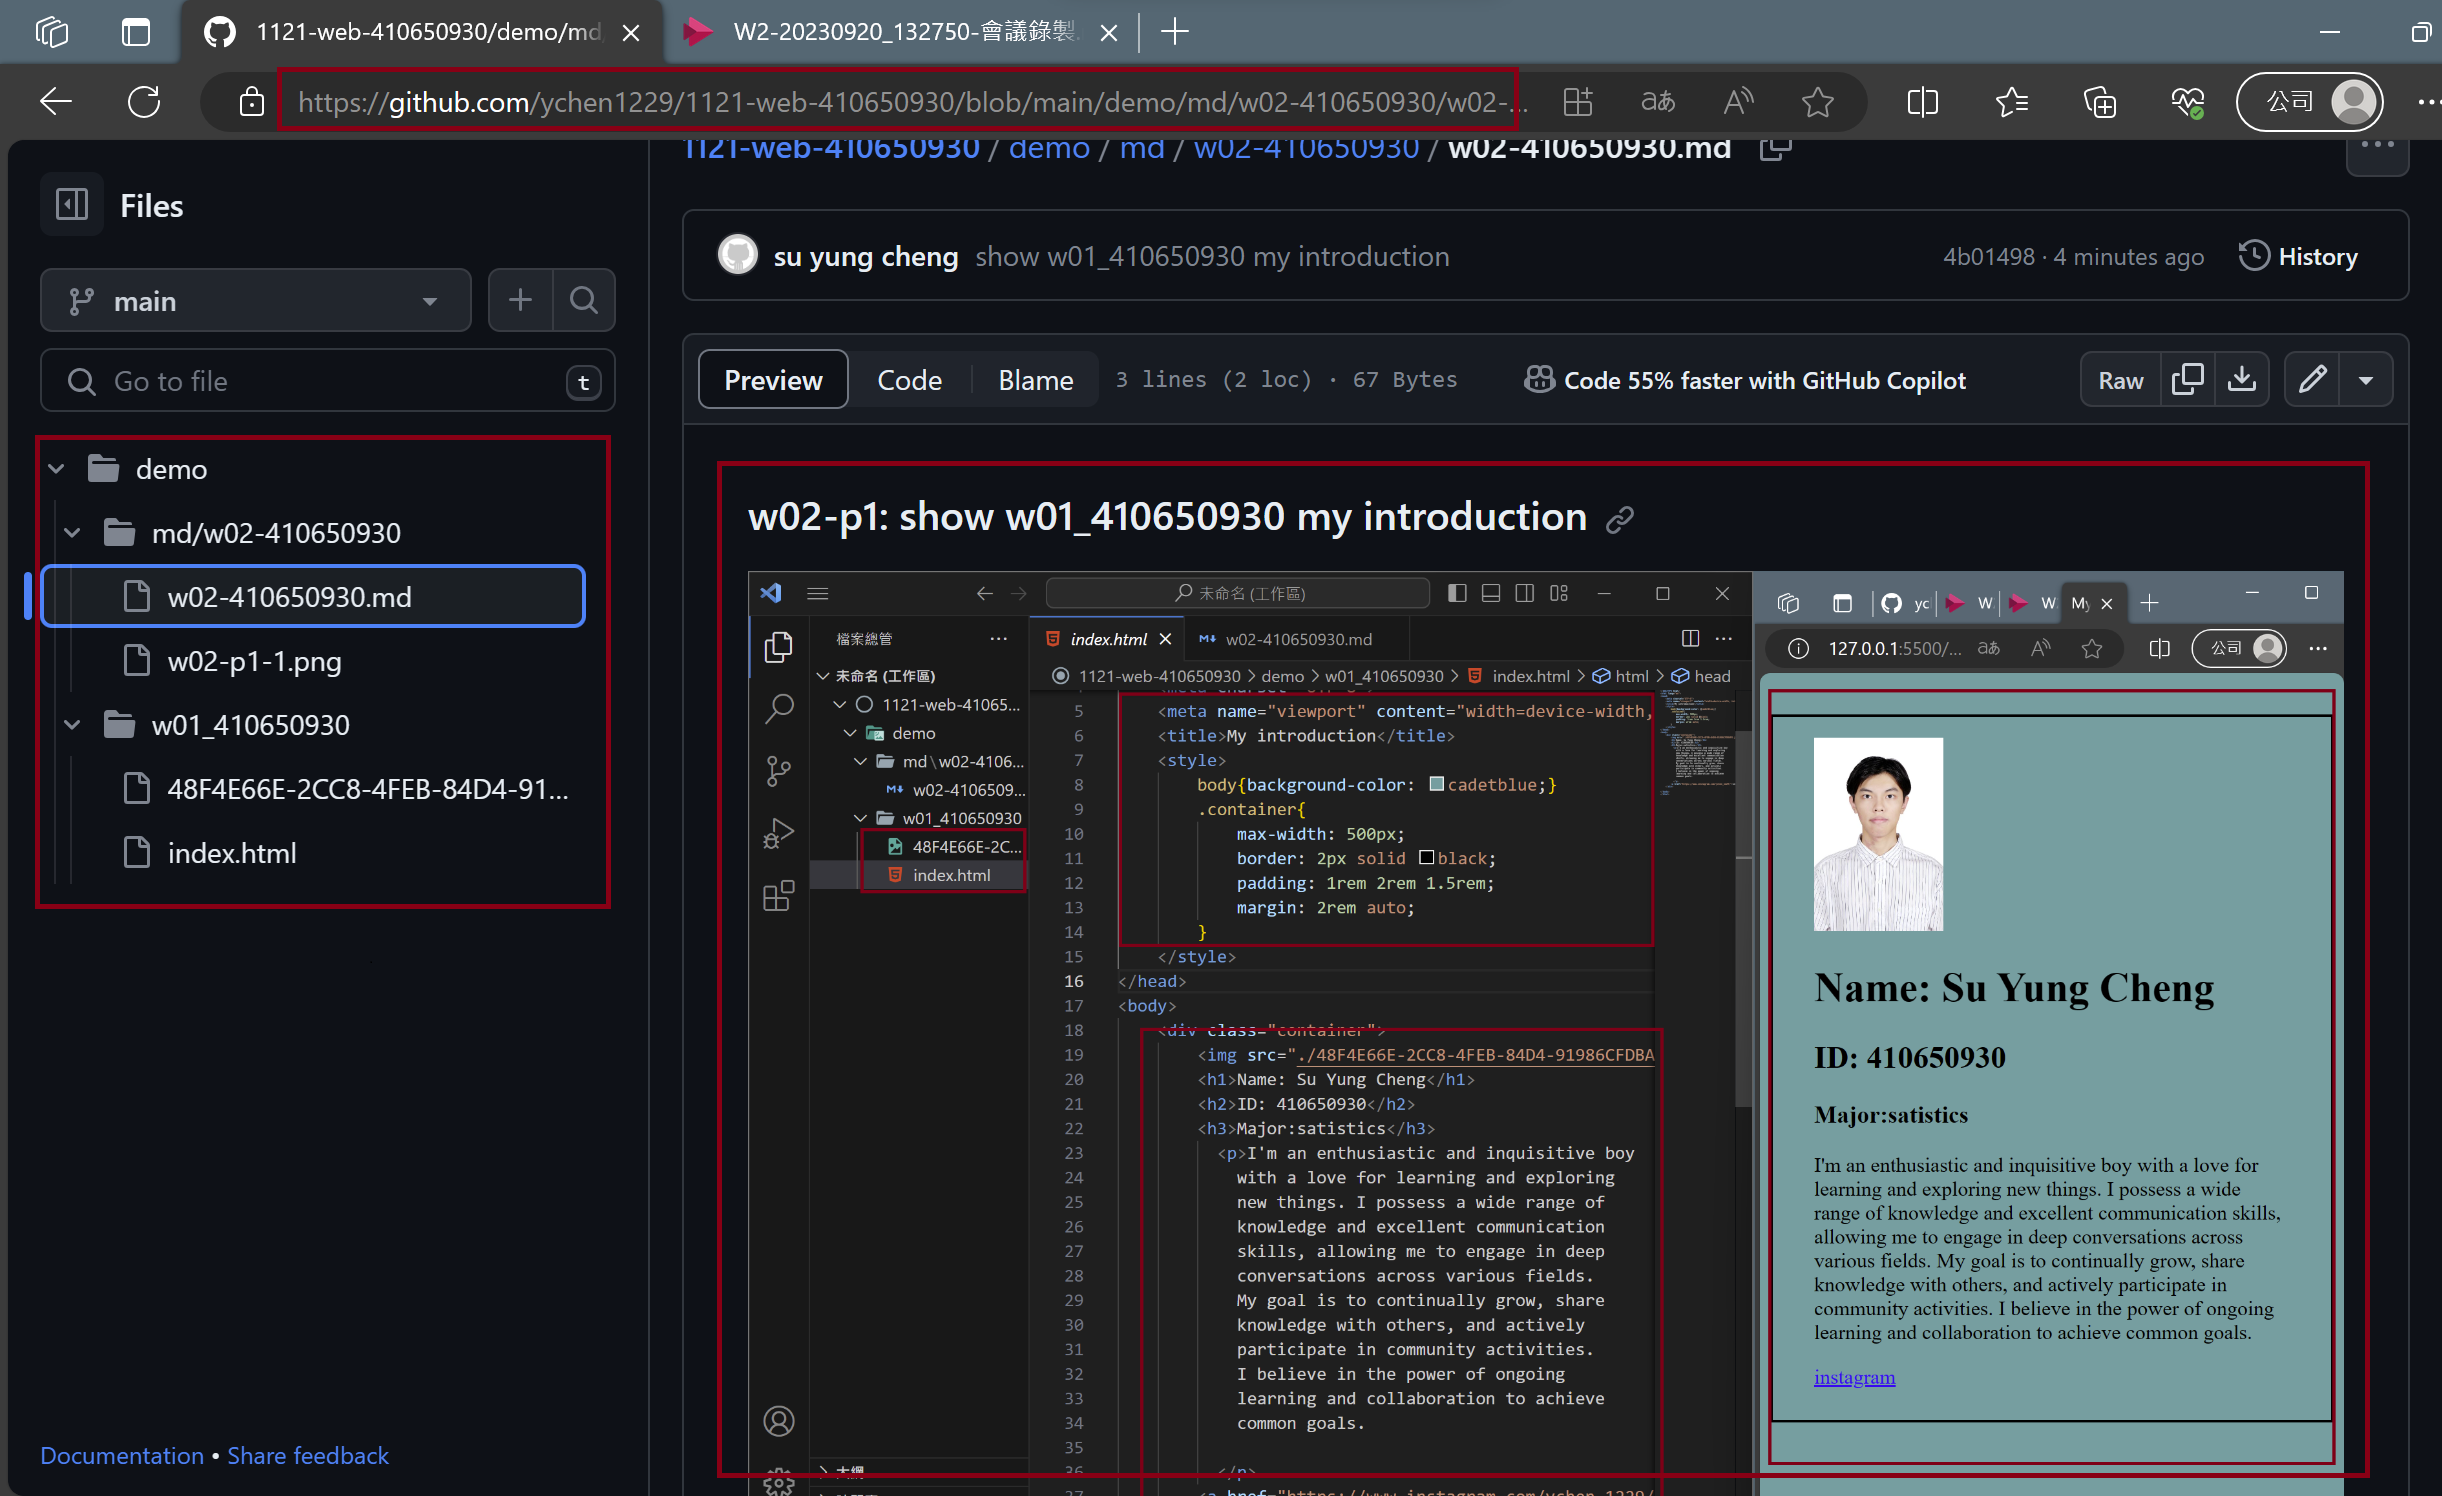 1121-web-410650930/demo/md
W2-20230920_132750-會議錄製
https://github.com/ychen1229/1121-web-410650930/blob/main/demo/md/w02-410650930/w02-...
aあ
公司
Files
main
Go to file
t
demo
md/w02-410650930
w02-410650930.md
w02-p1-1.png
w01_410650930
48F4E66E-2CC8-4FEB-84D4-91...
index.html
Documentation • Share feedback
1121-web-410650930 / demo / md / w02-410650930 / w02-410650930.md
su yung cheng show w01_410650930 my introduction
4b01498 · 4 minutes ago
History
Preview
Code
Blame
3 lines (2 loc) · 67 Bytes
Code 55% faster with GitHub Copilot
Raw
w02-p1: show w01_410650930 my introduction
未命名 (工作區)
檔案總管
未命名 (工作區)
1121-web-41065...
demo
md\w02-4106...
w02-4106509...
w01_410650930
48F4E66E-2C...
index.html
index.html
w02-410650930.md
1121-web-410650930 > demo > w01_410650930 > index.html > html > head
5 <meta name="viewport" content="width=device-width,
6 <title>My introduction</title>
7 <style>
8 body{background-color: cadetblue;}
9 .container{
10 max-width: 500px;
11 border: 2px solid black;
12 padding: 1rem 2rem 1.5rem;
13 margin: 2rem auto;
14 }
15 </style>
16 </head>
17 <body>
18 <div class="container">
19 <img src="./48F4E66E-2CC8-4FEB-84D4-91986CFDBA
20 <h1>Name: Su Yung Cheng</h1>
21 <h2>ID: 410650930</h2>
22 <h3>Major:satistics</h3>
23 <p>I'm an enthusiastic and inquisitive boy
24 with a love for learning and exploring
25 new things. I possess a wide range of
26 knowledge and excellent communication
27 skills, allowing me to engage in deep
28 conversations across various fields.
29 My goal is to continually grow, share
30 knowledge with others, and actively
31 participate in community activities.
32 I believe in the power of ongoing
33 learning and collaboration to achieve
34 common goals.
35
36 </p>
37 <a href="https://www.instagram.com/ychen_1229/
大綱
yc
W
W
My
127.0.0.1:5500/...
aあ
公司
Name: Su Yung Cheng
ID: 410650930
Major:satistics
I'm an enthusiastic and inquisitive boy with a love for
learning and exploring new things. I possess a wide
range of knowledge and excellent communication skills,
allowing me to engage in deep conversations across
various fields. My goal is to continually grow, share
knowledge with others, and actively participate in
community activities. I believe in the power of ongoing
learning and collaboration to achieve common goals.
instagram